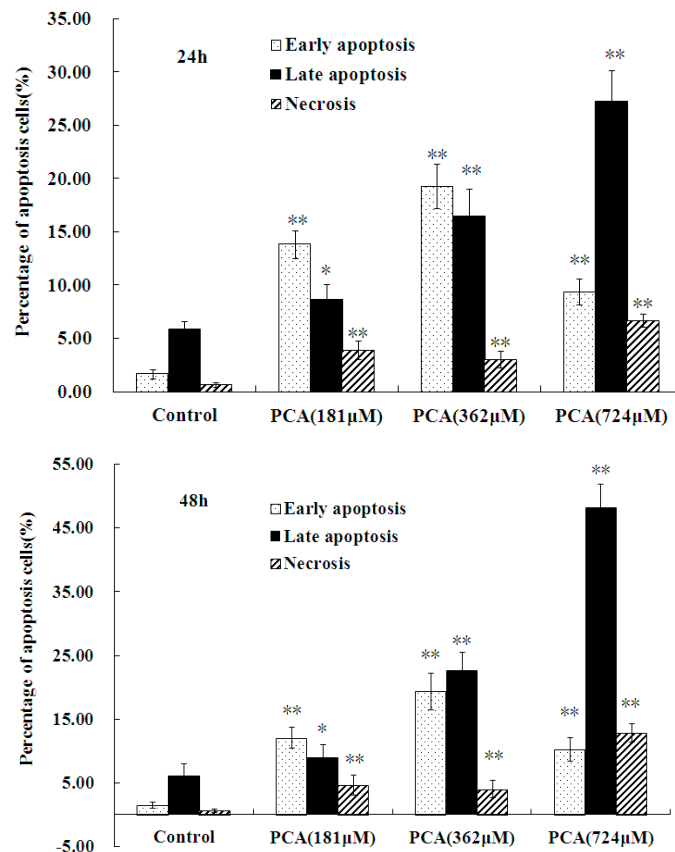 35.00
30.00
25.00
20.00
15.00
10.00
5.00
0.00
Percentage of apoptosis cells(%)
24h
Early apoptosis
Late apoptosis
Necrosis
** * **
** ** **
** ** **
Control PCA(181μM) PCA(362μM) PCA(724μM)
55.00
45.00
35.00
25.00
15.00
5.00
-5.00
Percentage of apoptosis cells(%)
48h
Early apoptosis
Late apoptosis
Necrosis
** * **
** ** **
** ** **
Control PCA(181μM) PCA(362μM) PCA(724μM)